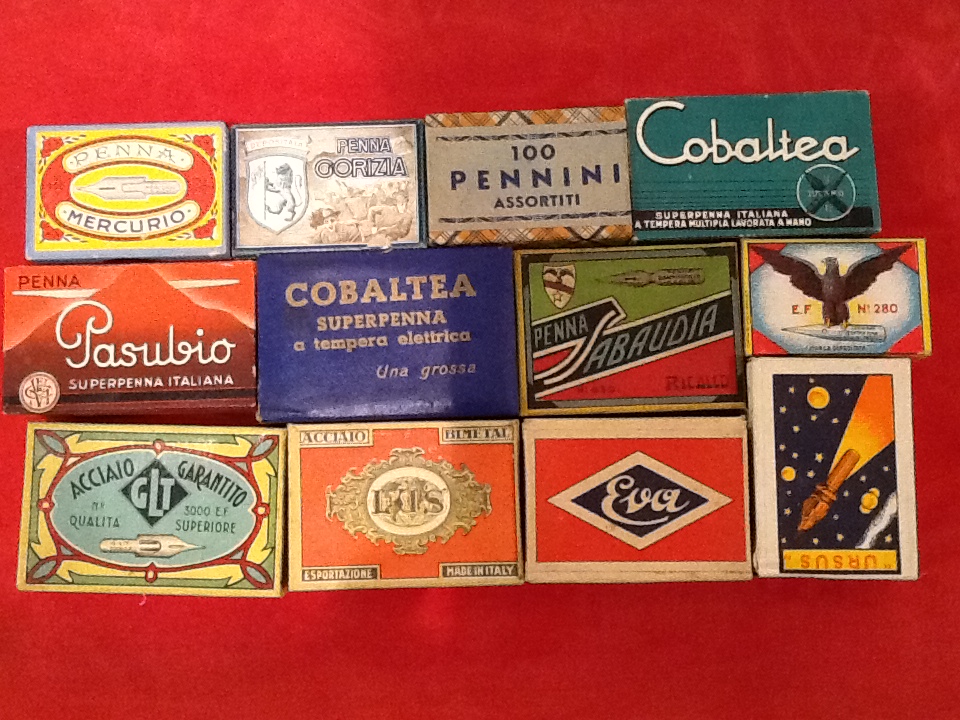 PENNA
MERCURIO
PENNA
GORIZIA
100
PENNINI
ASSORTITI
Cobaltea
SUPERPENNA ITALIANA
A TEMPERA MULTIPLA LAVORATA A MANO
PENNA
Pasubio
SUPERPENNA ITALIANA
COBALTEA
SUPERPENNA
a tempera elettrica
Una grossa
PENNA
SABAUDIA
E.F Nº 280
ACCIAIO GARANTITO
GLT
Nº 3000 E.F
QUALITA SUPERIORE
ACCIAIO BIMETAL
ESPORTAZIONE MADE IN ITALY
Eva
"URSUS"